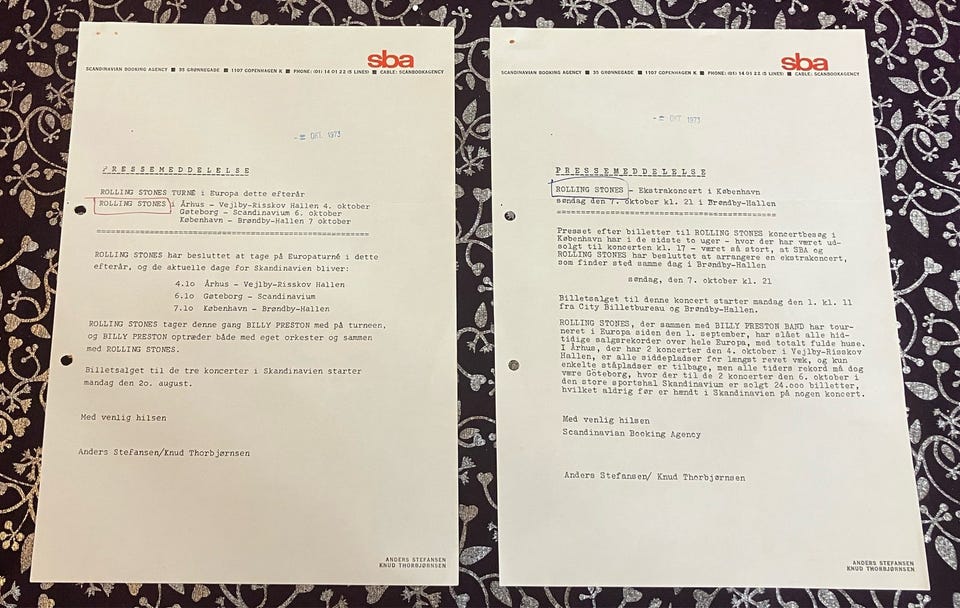 sba
SCANDINAVIAN BOOKING AGENCY ■ 35 GRØNNEGADE ■ 1107 COPENHAGEN K ■ PHONE: (01) 14 01 22 (5 LINES) ■ CABLE: SCANBOOKAGENCY
OKT. 1973
PRESSEMEDDELELSE
ROLLING STONES TURNÉ i Europa dette efterår
ROLLING STONES i Århus - Vejlby-Risskov Hallen 4. oktober
Gøteborg - Scandinavium 6. oktober
København - Brøndby-Hallen 7 oktober
ROLLING STONES har besluttet at tage på Europaturné i dette
efterår, og de aktuelle dage for Skandinavien bliver:
4.1o Århus - Vejlby-Risskov Hallen
6.1o Gøteborg - Scandinavium
7.1o København - Brøndby-Hallen.
ROLLING STONES tager denne gang BILLY PRESTON med på turneen,
og BILLY PRESTON optræder både med eget orkester og sammen
med ROLLING STONES.
Billetsalget til de tre koncerter i Skandinavien starter
mandag den 2o. august.
Med venlig hilsen
Anders Stefansen/Knud Thorbjørnsen
ANDERS STEFANSEN
KNUD THORBJØRNSEN
sba
SCANDINAVIAN BOOKING AGENCY ■ 35 GRØNNEGADE ■ 1107 COPENHAGEN K ■ PHONE: (01) 14 01 22 (5 LINES) ■ CABLE: SCANBOOKAGENCY
OKT 1973
PRESSEMEDDELELSE
ROLLING STONES - Ekstrakoncert i København
søndag den 7. oktober kl. 21 i Brøndby-Hallen
Presset efter billetter til ROLLING STONES koncertbesøg i
København har i de sidste to uger - hvor der har været ud-
solgt til koncerten kl. 17 - været så stort, at SBA og
ROLLING STONES har besluttet at arrangere en ekstrakoncert,
som finder sted samme dag i Brøndby-Hallen
søndag, den 7. oktober kl. 21
Billetsalget til denne koncert starter mandag den 1. kl. 11
fra City Billetbureau og Brøndby-Hallen.
ROLLING STONES, der sammen med BILLY PRESTON BAND har tour-
neret i Europa siden den 1. september, har slået alle hid-
tidige salgsrekorder over hele Europa, med totalt fulde huse.
I Århus, der har 2 koncerter den 4. oktober i Vejlby-Risskov
Hallen, er alle siddepladser for længst revet væk, og kun
enkelte ståpladser er tilbage, men alle tiders rekord må dog
være Göteborg, hvor der til de 2 koncerter den 6. oktober i
den store sportshal Skandinavium er solgt 24.000 billetter,
hvilket aldrig før er hændt i Skandinavien på nogen koncert.
Med venlig hilsen
Scandinavian Booking Agency
Anders Stefansen/ Knud Thorbjørnsen
ANDERS STEFANSEN
KNUD THORBJØRNSEN